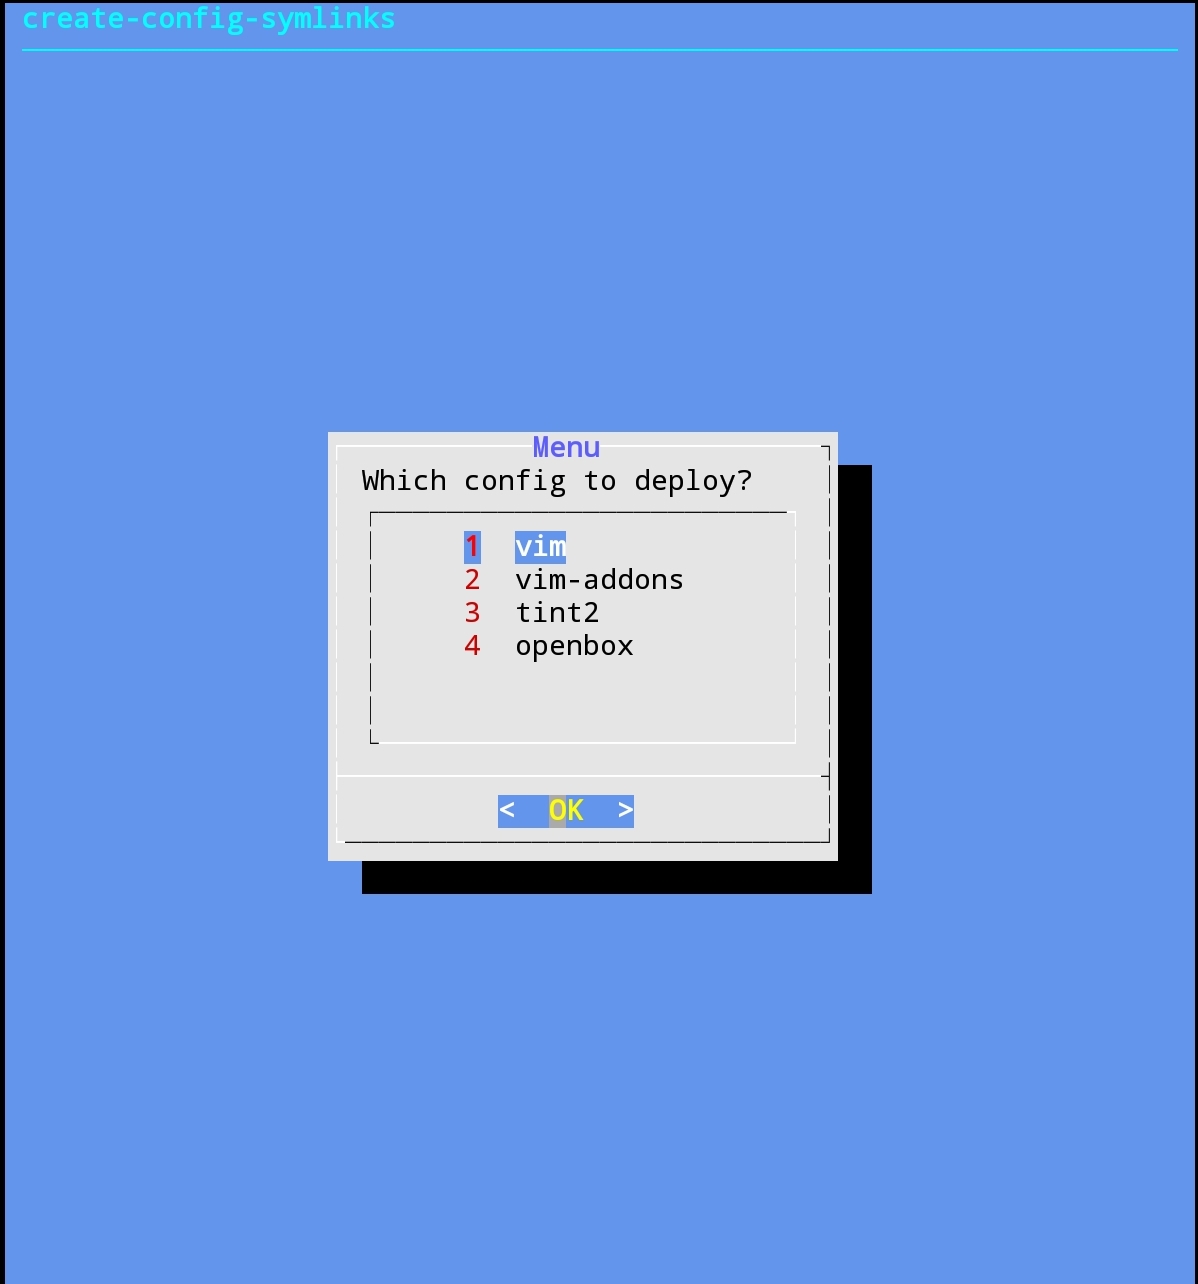 create-config-symlinks
Menu
Which config to deploy?
1 vim
2 vim-addons
3 tint2
4 openbox
< OK >